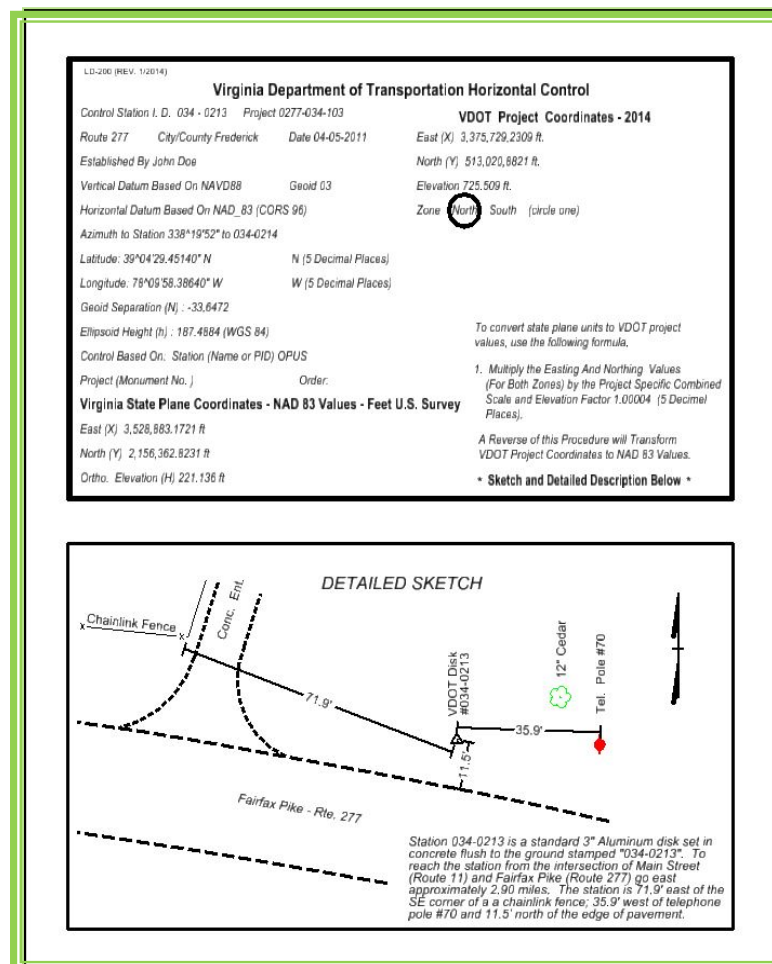 LD-200 (REV. 1/2014)
Virginia Department of Transportation Horizontal Control
Control Station I. D. 034 - 0213 Project 0277-034-103
Route 277 City/County Frederick Date 04-05-2011
Established By John Doe
Vertical Datum Based On NAVD88 Geoid 03
Horizontal Datum Based On NAD_83 (CORS 96)
Azimuth to Station 338^19'52" to 034-0214
Latitude: 39^04'29.45140" N N (5 Decimal Places)
Longitude: 78^09'58.38640" W W (5 Decimal Places)
Geoid Separation (N) : -33.6472
Ellipsoid Height (h) : 187.4884 (WGS 84)
Control Based On: Station (Name or PID) OPUS
Project (Monument No. ) Order:
Virginia State Plane Coordinates - NAD 83 Values - Feet U.S. Survey
East (X) 3,528,883.1721 ft
North (Y) 2,156,362.8231 ft
Ortho. Elevation (H) 221.136 ft
VDOT Project Coordinates - 2014
East (X) 3,375,729.2309 ft.
North (Y) 513,020.8821 ft.
Elevation 725.509 ft.
Zone North South (circle one)
To convert state plane units to VDOT project
values, use the following formula.
1. Multiply the Easting And Northing Values
(For Both Zones) by the Project Specific Combined
Scale and Elevation Factor 1.00004 (5 Decimel
Places).
A Reverse of this Procedure will Transform
VDOT Project Coordinates to NAD 83 Values.
* Sketch and Detailed Description Below *
DETAILED SKETCH
Chainlink Fence
x
x
Conc. Ent.
71.9'
VDOT Disk
#034-0213
12" Cedar
Tel. Pole #70
35.9'
11.5'
Fairfax Pike - Rte. 277
Station 034-0213 is a standard 3" Aluminum disk set in
concrete flush to the ground stamped "034-0213". To
reach the station from the intersection of Main Street
(Route 11) and Fairfax Pike (Route 277) go east
approximately 2.90 miles. The station is 71.9' east of the
SE corner of a a chainlink fence; 35.9' west of telephone
pole #70 and 11.5' north of the edge of pavement.